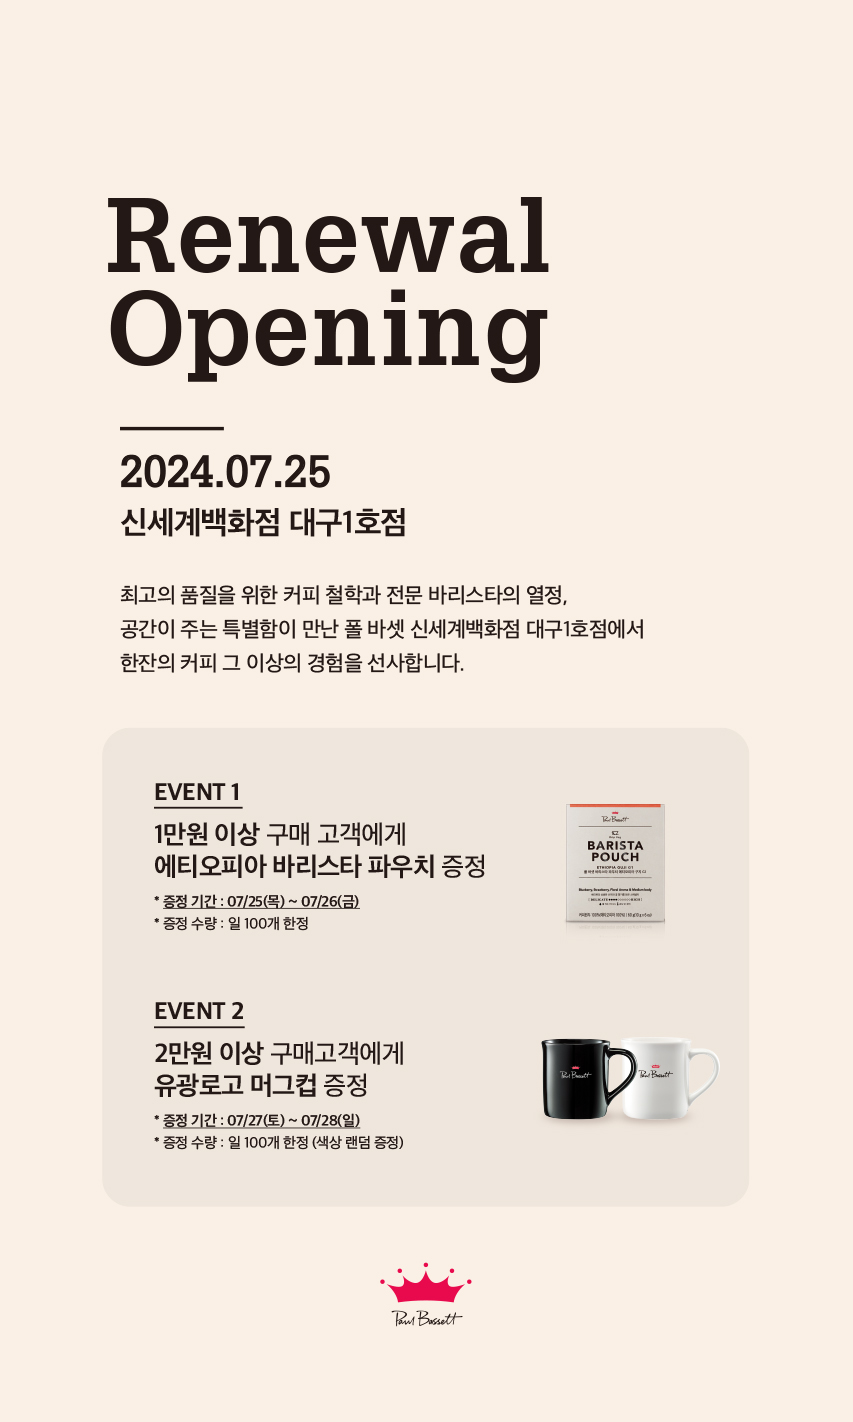 Renewal
Opening
2024.07.25
신세계백화점 대구1호점
최고의 품질을 위한 커피 철학과 전문 바리스타의 열정,
공간이 주는 특별함이 만난 폴 바셋 신세계백화점 대구1호점에서
한잔의 커피 그 이상의 경험을 선사합니다.
EVENT 1
1만원 이상 구매 고객에게
에티오피아 바리스타 파우치 증정
* 증정 기간 : 07/25(목) ~ 07/26(금)
* 증정 수량 : 일 100개 한정
Paul Bassett
BARISTA
POUCH
ETHIOPIA GUJI G1
EVENT 2
2만원 이상 구매고객에게
유광로고 머그컵 증정
* 증정 기간 : 07/27(토) ~ 07/28(일)
* 증정 수량 : 일 100개 한정 (색상 랜덤 증정)
Paul Bassett
Paul Bassett
Paul Bassett